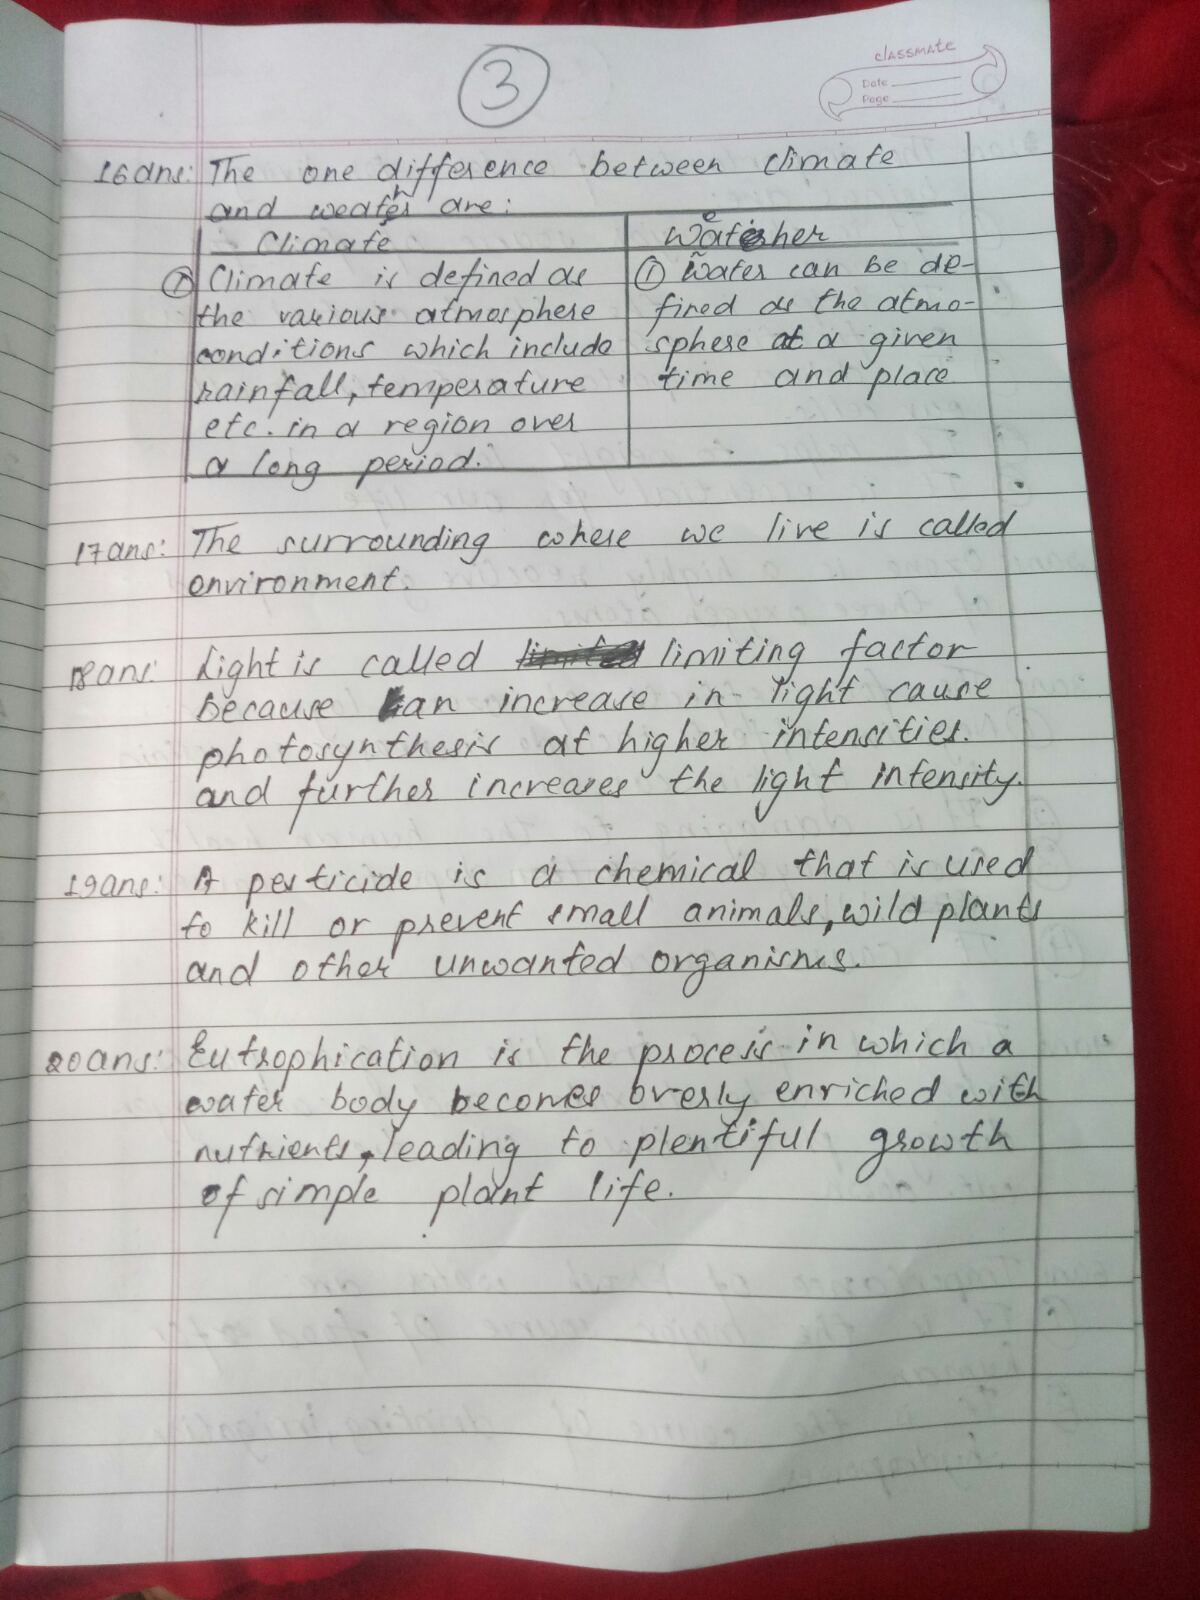 3
classmate
Date
Page
16ans: The one difference between climate
and weather are:
Climate
Weather
① Climate is defined as
the various atmosphere
conditions which include
rainfall, temperature
etc. in a region over
a long period.
① Water can be de-
fined as the atmo-
sphere at a given
time and place
17ans: The surrounding where we live is called
environment.
18ans: Light is called limiting factor
because an increase in light cause
photosynthesis at higher intensities.
and further increases the light intensity.
19ans: A pesticide is a chemical that is used
to kill or prevent small animals, wild plants
and other unwanted organisms.
20ans: Eutrophication is the process in which a
water body becomes overly enriched with
nutrients, leading to plentiful growth
of simple plant life.